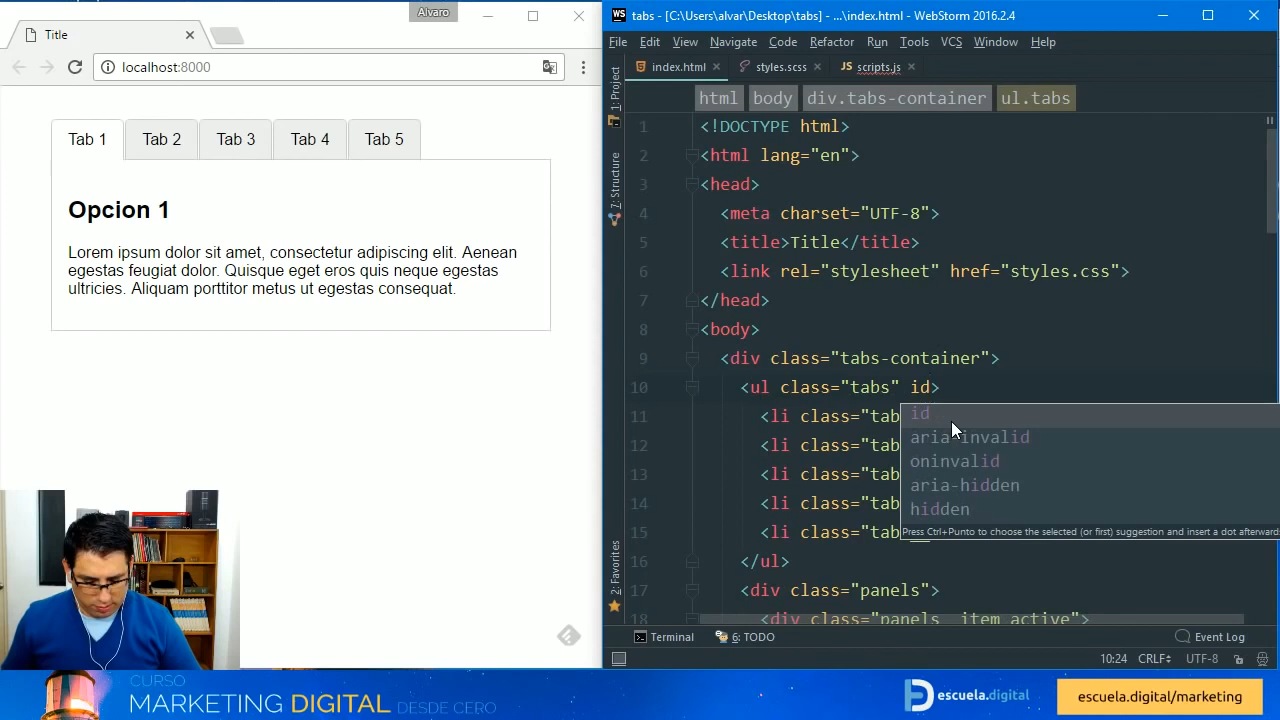 Alvaro
Title
localhost:8000
Tab 1
Tab 2
Tab 3
Tab 4
Tab 5
Opcion 1
Lorem ipsum dolor sit amet, consectetur adipiscing elit. Aenean
egestas feugiat dolor. Quisque eget eros quis neque egestas
ultricies. Aliquam porttitor metus ut egestas consequat.
WS tabs - [C:\Users\alvar\Desktop\tabs] - ...\index.html - WebStorm 2016.2.4
File Edit View Navigate Code Refactor Run Tools VCS Window Help
index.html
styles.scss
JS scripts.js
html body div.tabs-container ul.tabs
1: Project
7: Structure
2: Favorites
1 <!DOCTYPE html>
2 <html lang="en">
3 <head>
4 <meta charset="UTF-8">
5 <title>Title</title>
6 <link rel="stylesheet" href="styles.css">
7 </head>
8 <body>
9 <div class="tabs-container">
10 <ul class="tabs" id>
11 <li class="tab
12 <li class="tab
13 <li class="tab
14 <li class="tab
15 <li class="tab
16 </ul>
17 <div class="panels">
18 <div class="panels__item active">
id
aria-invalid
oninvalid
aria-hidden
hidden
Press Ctrl+Punto to choose the selected (or first) suggestion and insert a dot afterwards
Terminal
6: TODO
Event Log
10:24 CRLF UTF-8
CURSO
MARKETING DIGITAL DESDE CERO
escuela.digital
escuela.digital/marketing